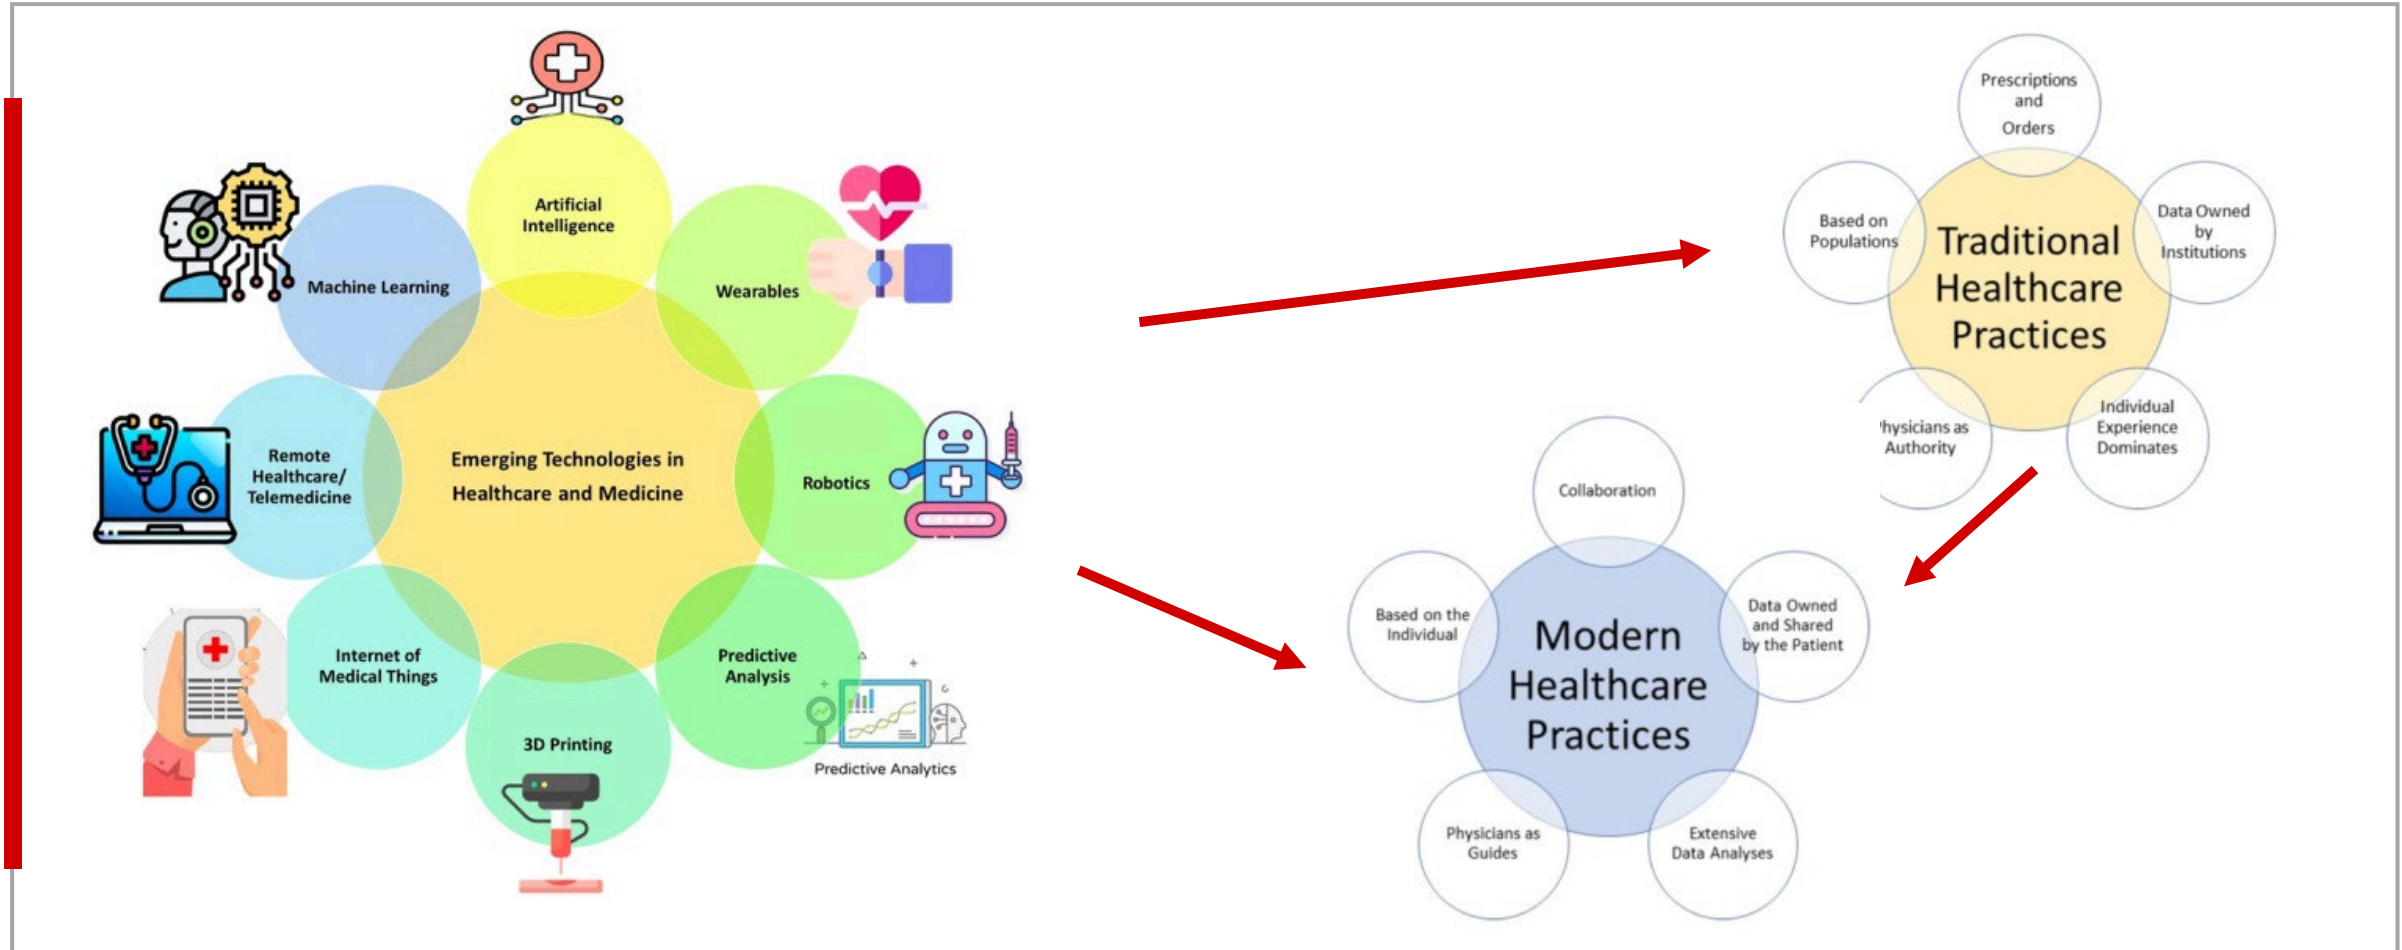 Artificial
Intelligence
Wearables
Robotics
Predictive
Analysis
Predictive Analytics
3D Printing
Internet of
Medical Things
Remote
Healthcare/
Telemedicine
Machine Learning
Emerging Technologies in
Healthcare and Medicine
Prescriptions
and
Orders
Data Owned
by
Institutions
Individual
Experience
Dominates
hysicians as
Authority
Based on
Populations
Traditional
Healthcare
Practices
Collaboration
Data Owned
and Shared
by the Patient
Extensive
Data Analyses
Physicians as
Guides
Based on the
Individual
Modern
Healthcare
Practices